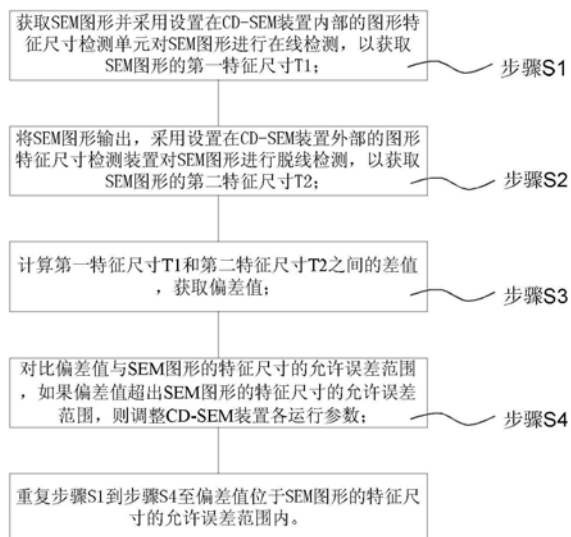 获取SEM图形并采用设置在CD-SEM装置内部的图形特
征尺寸检测单元对SEM图形进行在线检测，以获取
SEM图形的第一特征尺寸T1；
步骤S1
将SEM图形输出，采用设置在CD-SEM装置外部的图形
特征尺寸检测装置对SEM图形进行脱线检测，以获取
SEM图形的第二特征尺寸T2；
步骤S2
计算第一特征尺寸T1和第二特征尺寸T2之间的差值
，获取偏差值；
步骤S3
对比偏差值与SEM图形的特征尺寸的允许误差范围
，如果偏差值超出SEM图形的特征尺寸的允许误差
范围，则调整CD-SEM装置各运行参数；
步骤S4
重复步骤S1到步骤S4至偏差值位于SEM图形的特征尺
寸的允许误差范围内。